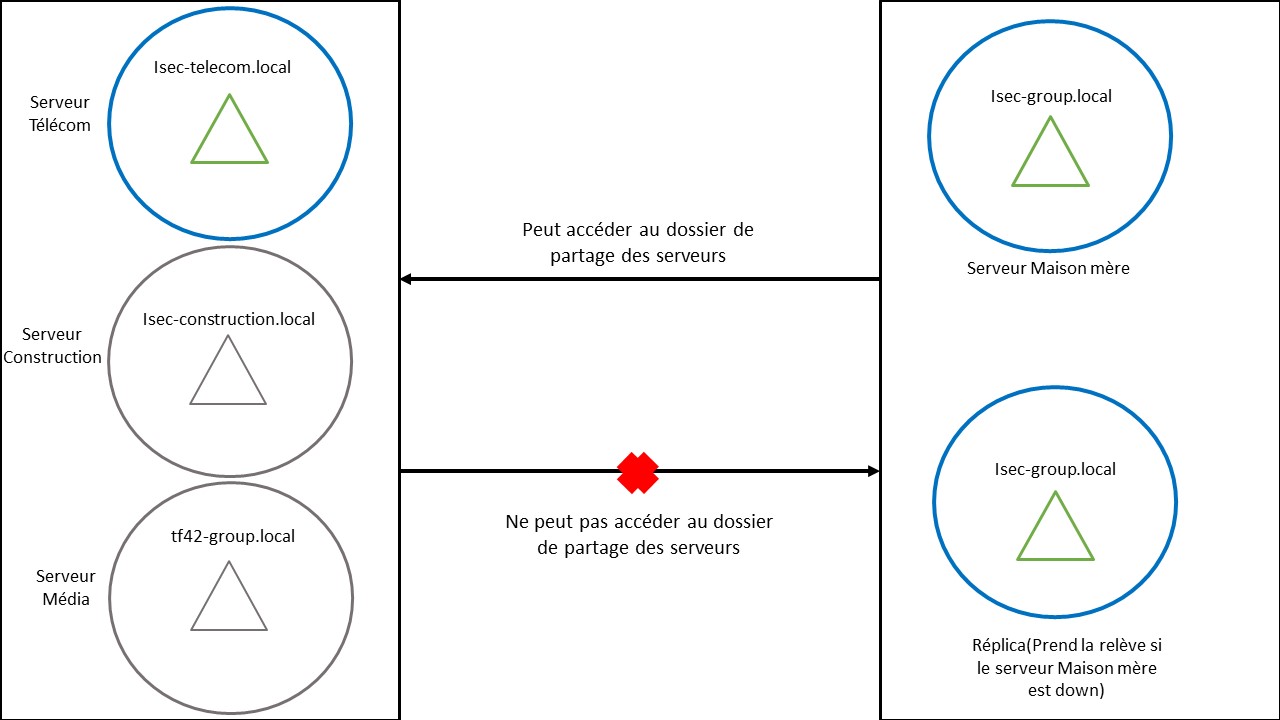 Isec-telecom.local
Serveur
Télécom
Isec-construction.local
Serveur
Construction
tf42-group.local
Serveur
Média
Peut accéder au dossier de
partage des serveurs
Ne peut pas accéder au dossier
de partage des serveurs
Isec-group.local
Serveur Maison mère
Isec-group.local
Réplica(Prend la relève si
le serveur Maison mère
est down)